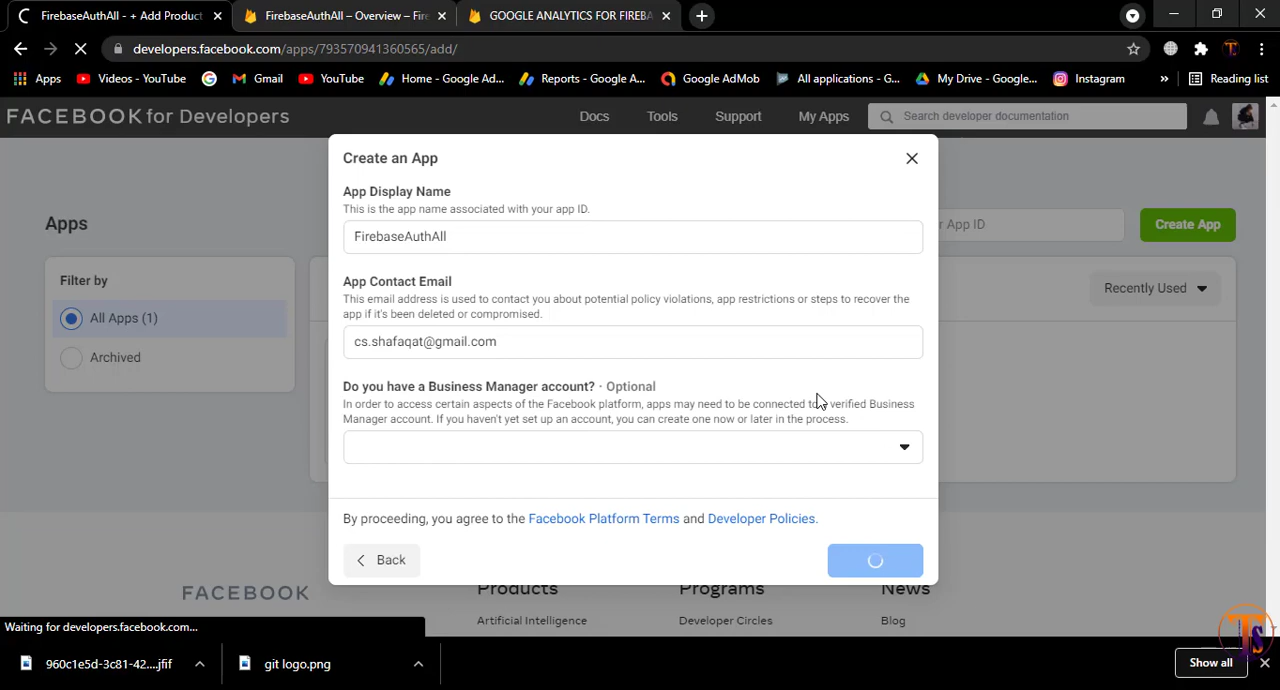 FirebaseAuthAll - + Add Product
FirebaseAuthAll – Overview – Fire
GOOGLE ANALYTICS FOR FIREBA
developers.facebook.com/apps/793570941360565/add/
Apps
Videos - YouTube
Gmail
YouTube
Home - Google Ad...
Reports - Google A...
Google AdMob
All applications - G...
My Drive - Google...
Instagram
»
Reading list
FACEBOOK for Developers
Docs
Tools
Support
My Apps
Search developer documentation
Create an App
App Display Name
This is the app name associated with your app ID.
FirebaseAuthAll
App Contact Email
This email address is used to contact you about potential policy violations, app restrictions or steps to recover the
app if it's been deleted or compromised.
cs.shafaqat@gmail.com
Do you have a Business Manager account? · Optional
In order to access certain aspects of the Facebook platform, apps may need to be connected to verified Business
Manager account. If you haven't yet set up an account, you can create one now or later in the process.
By proceeding, you agree to the Facebook Platform Terms and Developer Policies.
Back
Apps
Filter by
All Apps (1)
Archived
App ID
Create App
Recently Used
FACEBOOK
Products
Artificial Intelligence
Programs
Developer Circles
News
Blog
Waiting for developers.facebook.com...
960c1e5d-3c81-42....jfif
git logo.png
Show all
TS